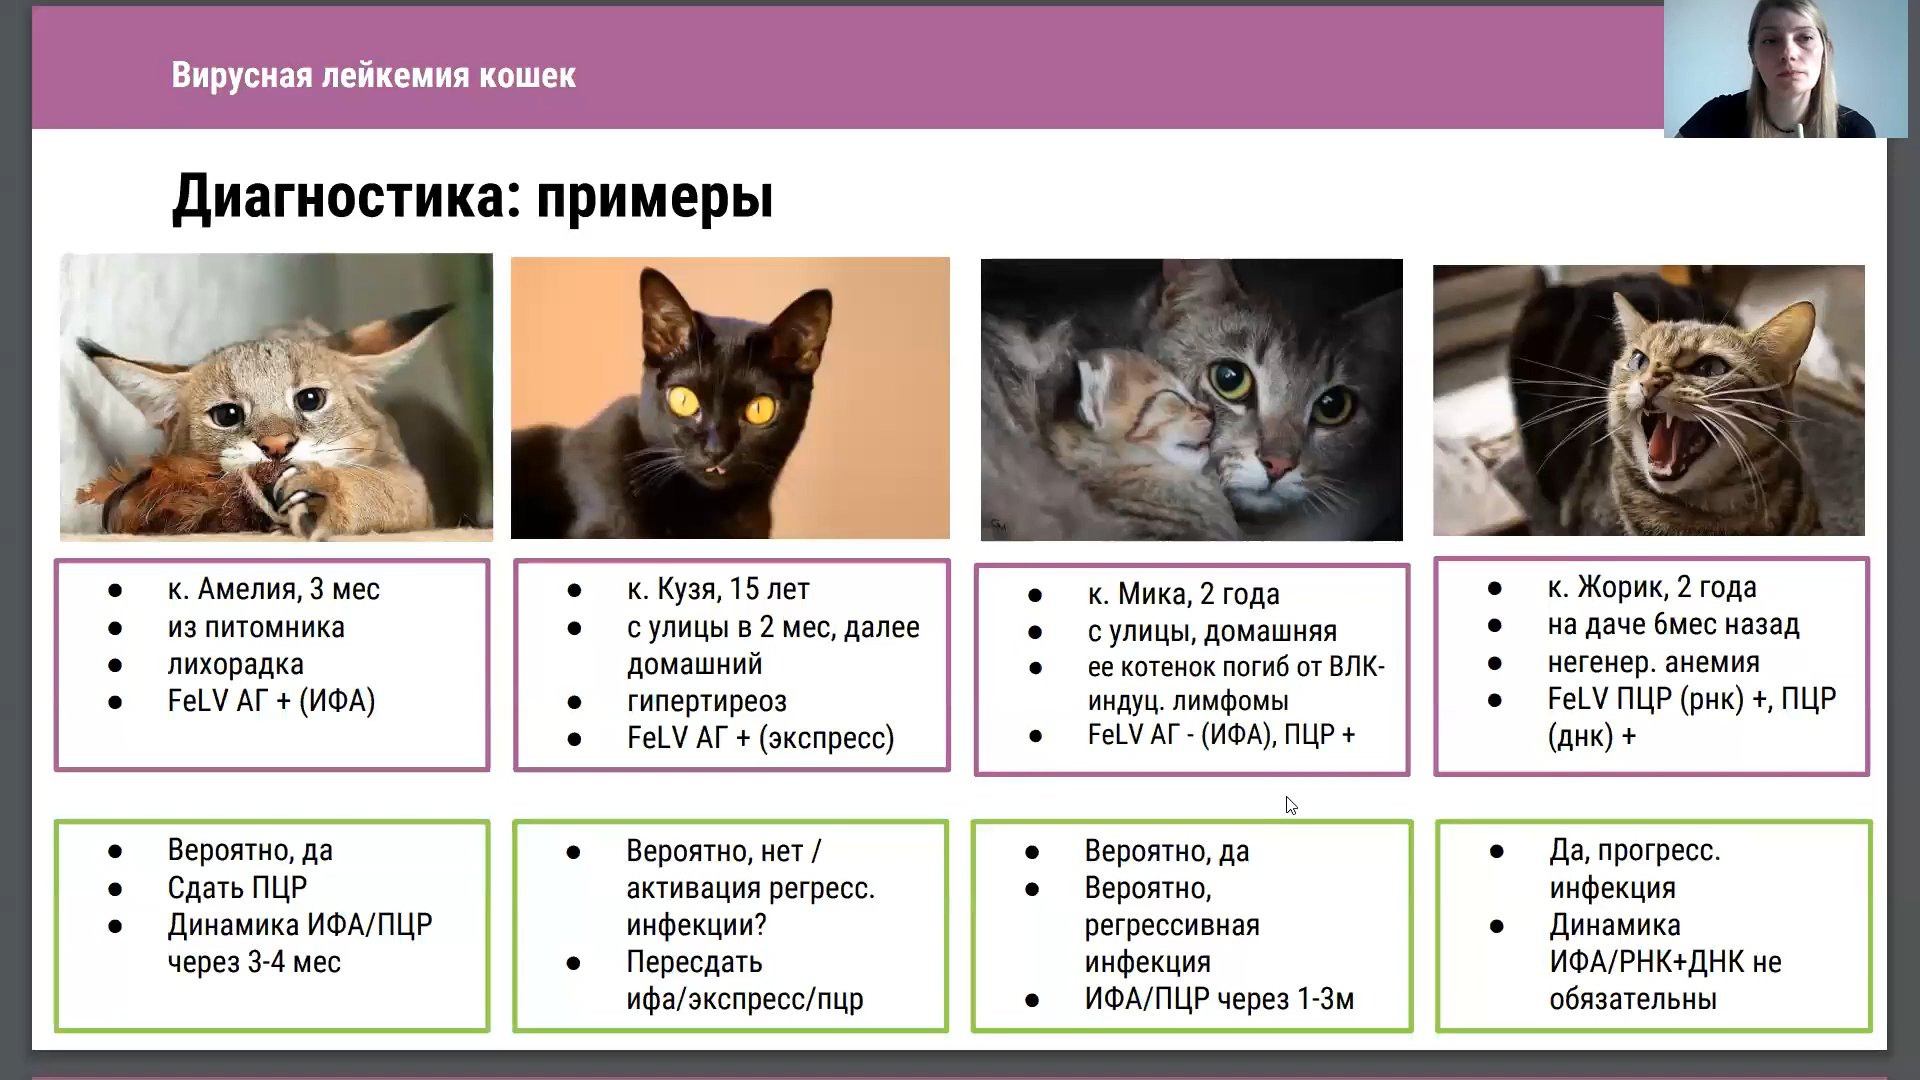 Вирусная лейкемия кошек
Диагностика: примеры
к. Амелия, 3 мес
из питомника
лихорадка
FeLV АГ + (ИФА)
к. Кузя, 15 лет
с улицы в 2 мес, далее
домашний
гипертиреоз
FeLV АГ + (экспресс)
к. Мика, 2 года
с улицы, домашняя
ее котенок погиб от ВЛК-
индуц. лимфомы
FeLV АГ - (ИФА), ПЦР +
к. Жорик, 2 года
на даче 6мес назад
негенер. анемия
FeLV ПЦР (рнк) +, ПЦР
(днк) +
Вероятно, да
Сдать ПЦР
Динамика ИФА/ПЦР
через 3-4 мес
Вероятно, нет /
активация регресс.
инфекции?
Пересдать
ифа/экспресс/пцр
Вероятно, да
Вероятно,
регрессивная
инфекция
ИФА/ПЦР через 1-3м
Да, прогресс.
инфекция
Динамика
ИФА/РНК+ДНК не
обязательны